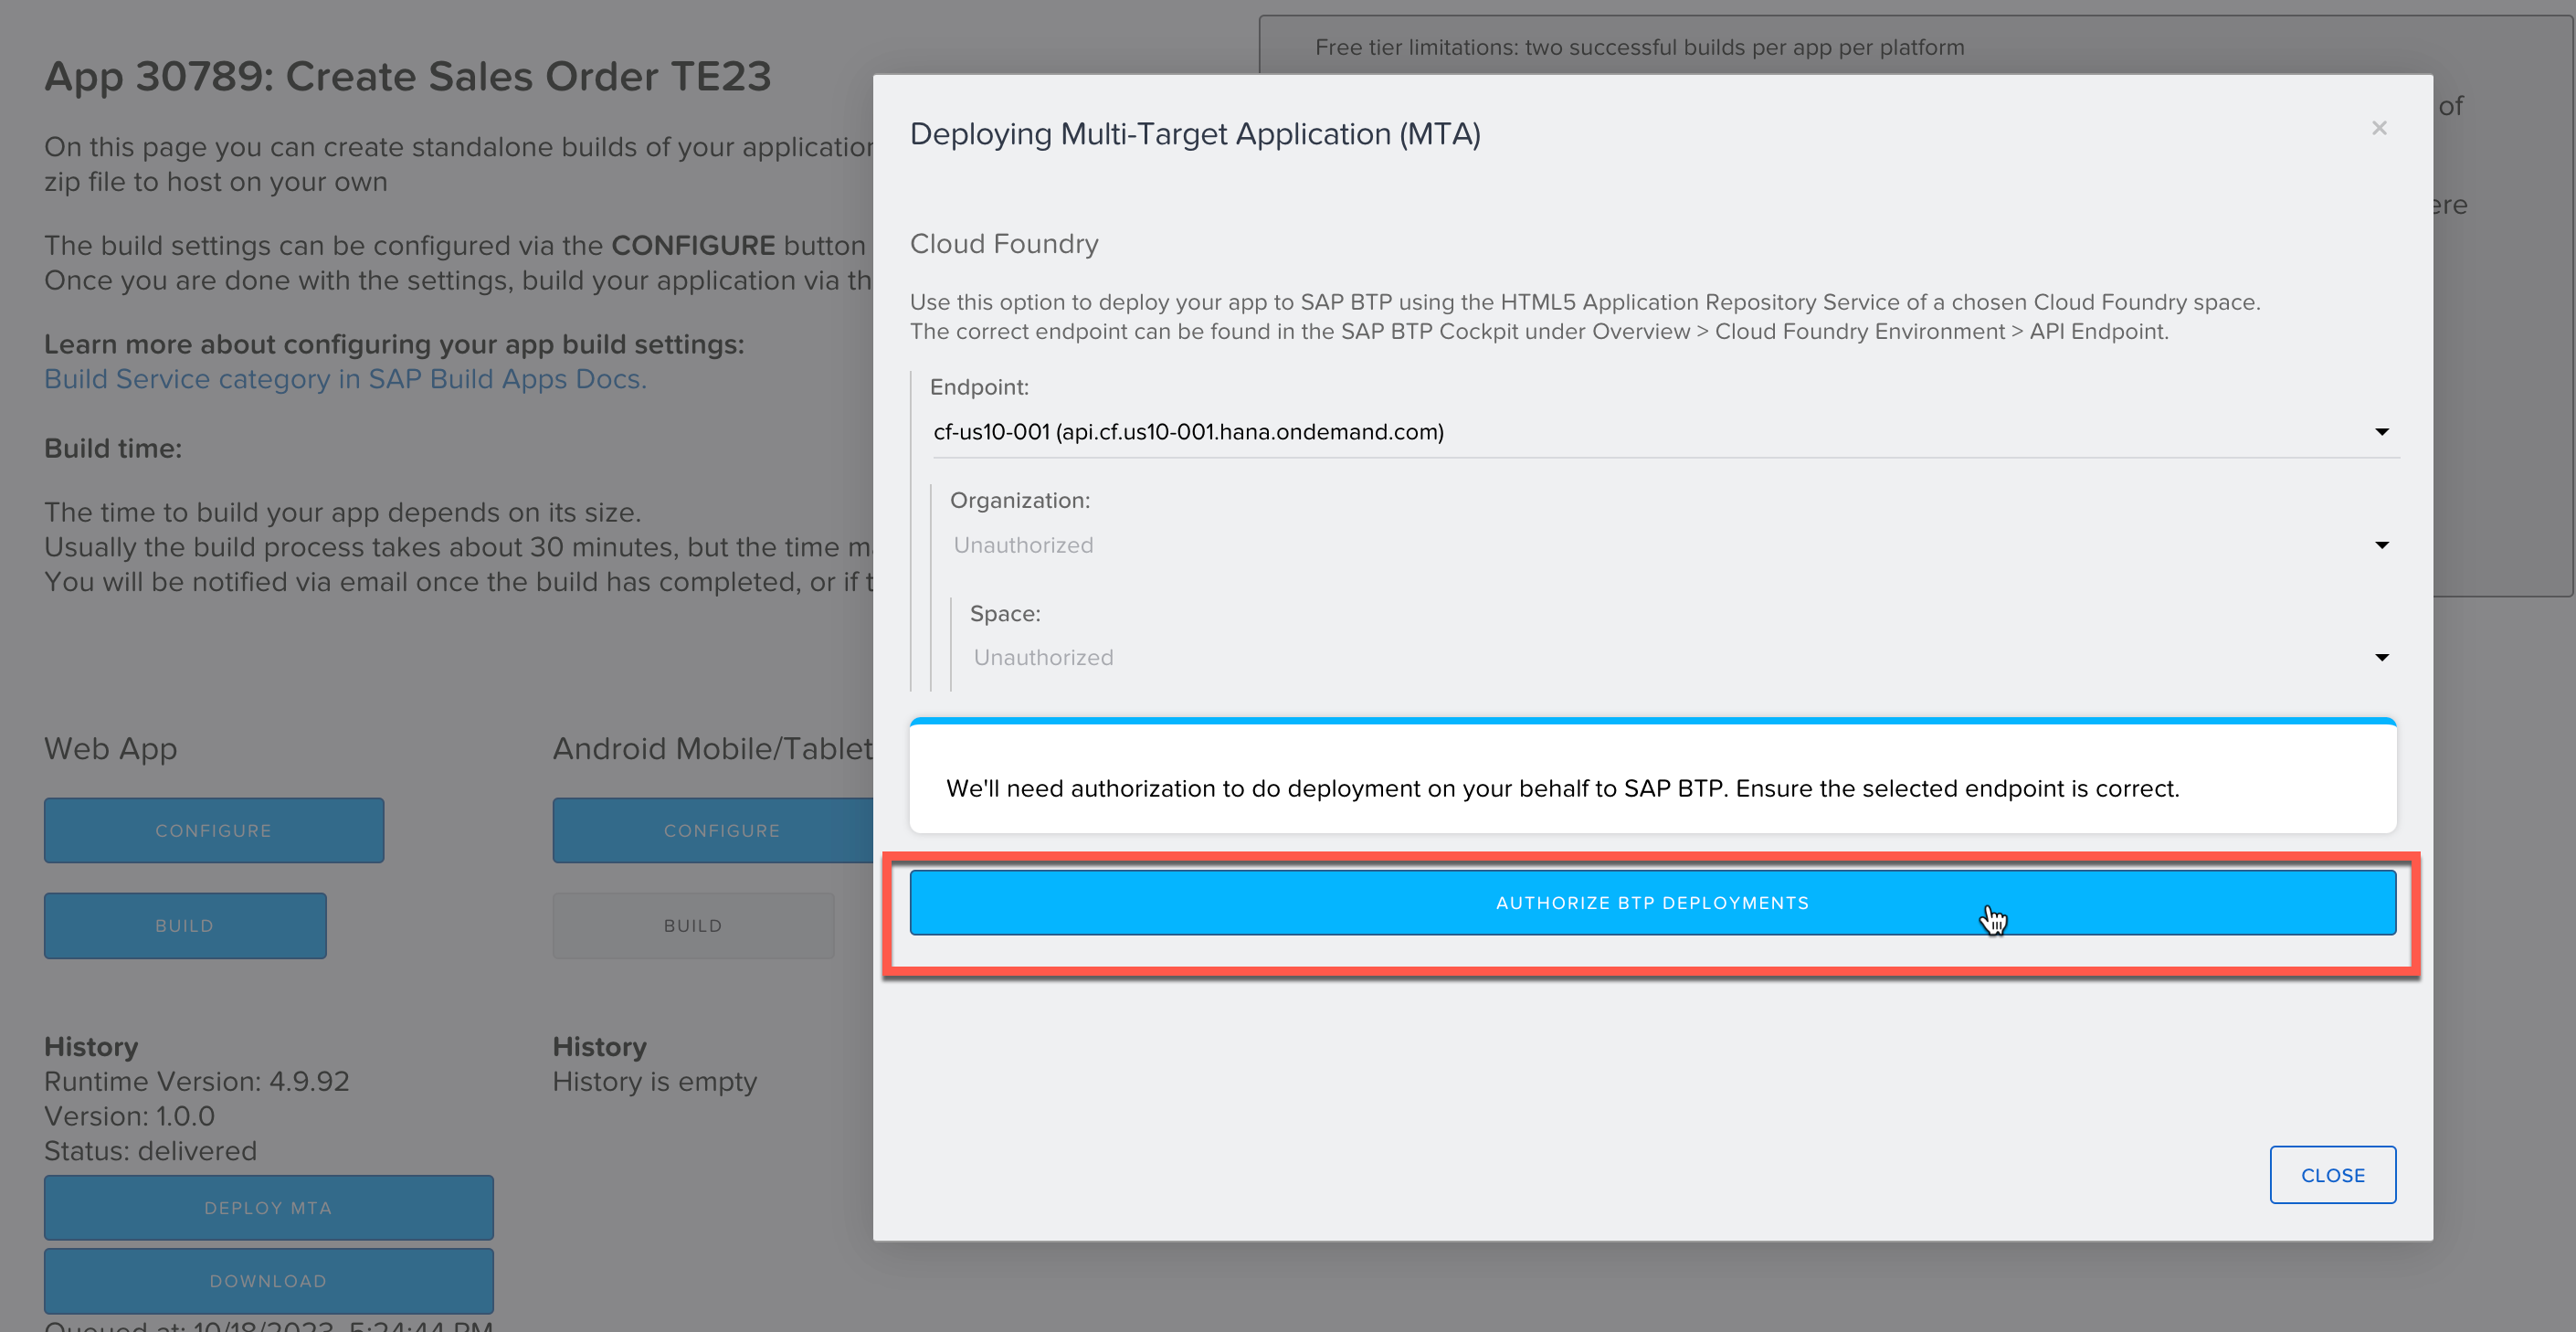 Free tier limitations: two successful builds per app per platform
App 30789: Create Sales Order TE23
of
On this page you can create standalone builds of your application
zip file to host on your own
ere
The build settings can be configured via the CONFIGURE button
Once you are done with the settings, build your application via th
Learn more about configuring your app build settings:
Build Service category in SAP Build Apps Docs.
Build time:
The time to build your app depends on its size.
Usually the build process takes about 30 minutes, but the time m
You will be notified via email once the build has completed, or if t
Web App
CONFIGURE
BUILD
History
Runtime Version: 4.9.92
Version: 1.0.0
Status: delivered
DEPLOY MTA
DOWNLOAD
Queued at: 10/18/2023, 5:24:44 PM
Android Mobile/Tablet
CONFIGURE
BUILD
History
History is empty
Deploying Multi-Target Application (MTA)
×
Cloud Foundry
Use this option to deploy your app to SAP BTP using the HTML5 Application Repository Service of a chosen Cloud Foundry space.
The correct endpoint can be found in the SAP BTP Cockpit under Overview > Cloud Foundry Environment > API Endpoint.
Endpoint:
cf-us10-001 (api.cf.us10-001.hana.ondemand.com)
Organization:
Unauthorized
Space:
Unauthorized
We'll need authorization to do deployment on your behalf to SAP BTP. Ensure the selected endpoint is correct.
AUTHORIZE BTP DEPLOYMENTS
CLOSE